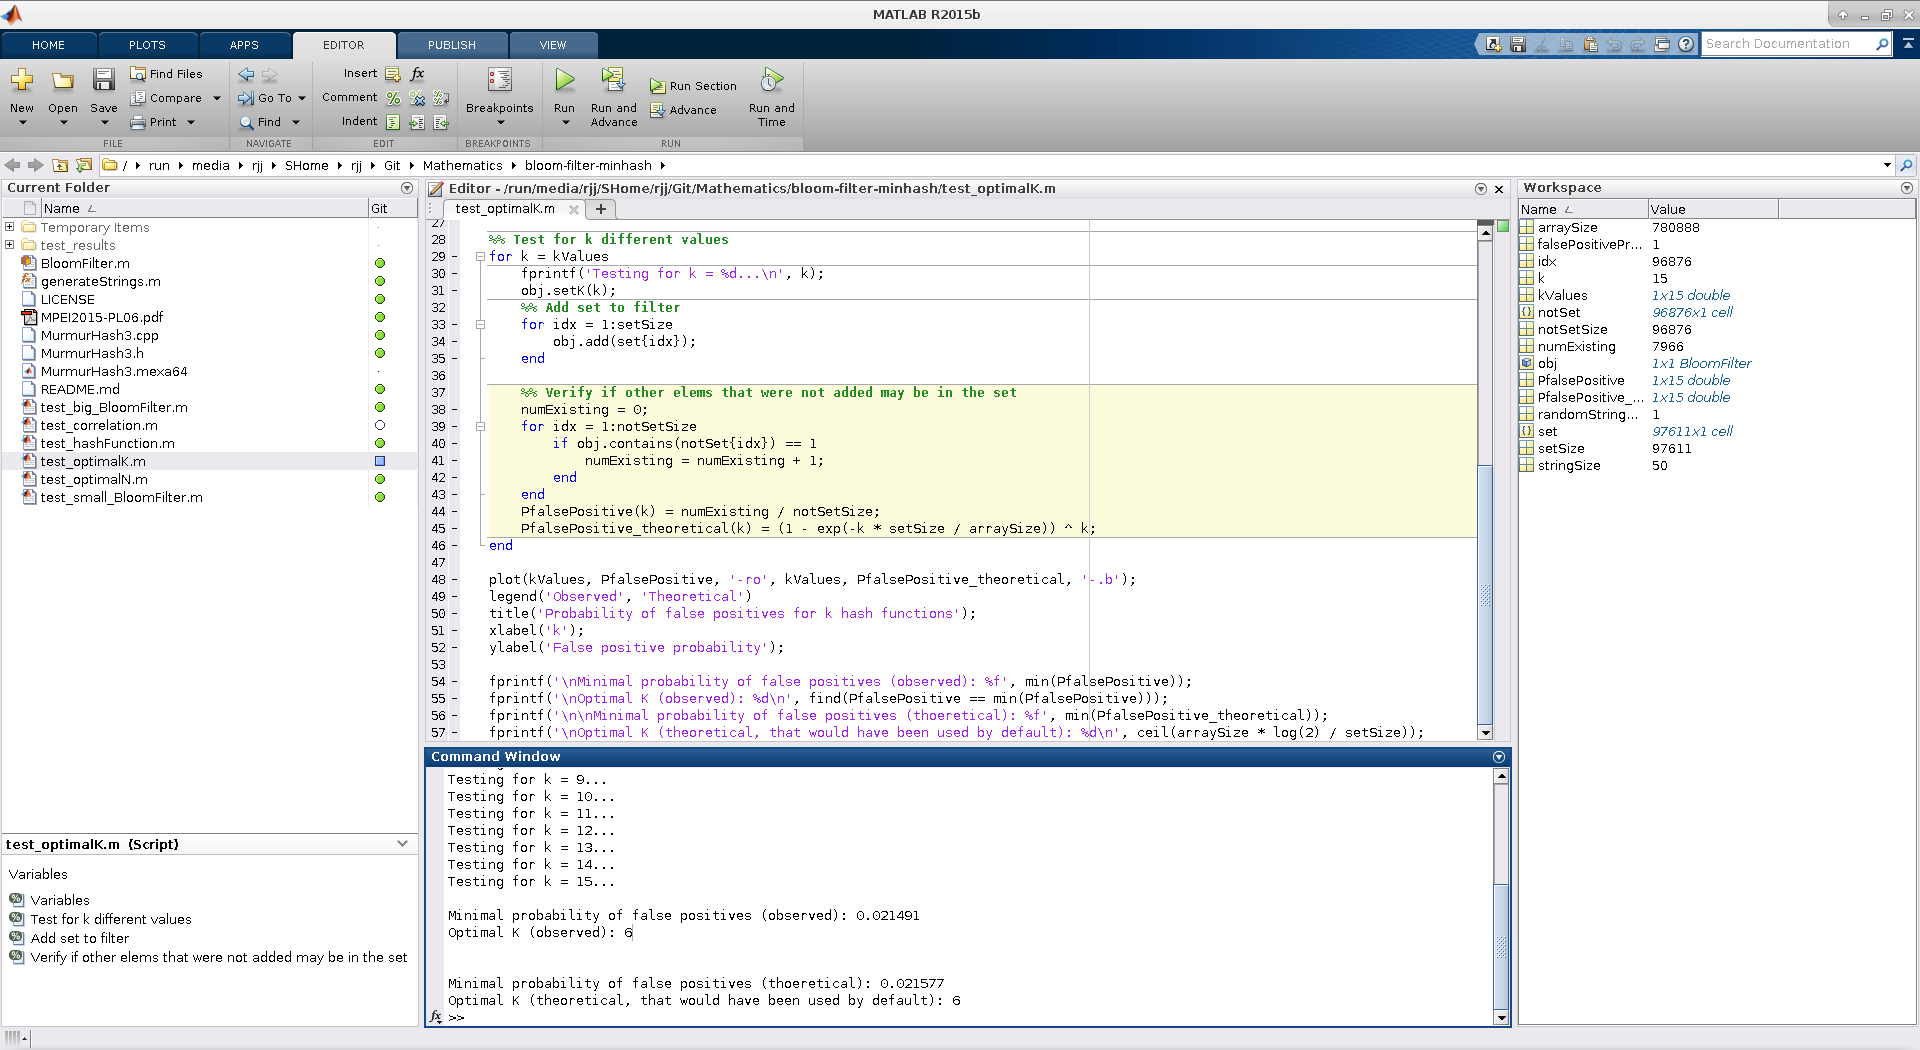 MATLAB R2015b
HOME PLOTS APPS EDITOR PUBLISH VIEW
Search Documentation
New
Open
Save
Find Files
Compare
Print
FILE
Go To
Find
NAVIGATE
Insert
Comment
Indent
EDIT
Breakpoints
BREAKPOINTS
Run
Run and Advance
Run Section
Advance
Run and Time
RUN
/ run media rjj SHome rjj Git Mathematics bloom-filter-minhash
Current Folder
Name Git
Temporary Items
test_results
BloomFilter.m
generateStrings.m
LICENSE
MPEI2015-PL06.pdf
MurmurHash3.cpp
MurmurHash3.h
MurmurHash3.mexa64
README.md
test_big_BloomFilter.m
test_correlation.m
test_hashFunction.m
test_optimalK.m
test_optimalN.m
test_small_BloomFilter.m
test_optimalK.m (Script)
Variables
Variables
Test for k different values
Add set to filter
Verify if other elems that were not added may be in the set
Editor - /run/media/rjj/SHome/rjj/Git/Mathematics/bloom-filter-minhash/test_optimalK.m
test_optimalK.m
27
28 %% Test for k different values
29 - for k = kValues
30 - fprintf('Testing for k = %d...\n', k);
31 - obj.setK(k);
32 %% Add set to filter
33 - for idx = 1:setSize
34 - obj.add(set{idx});
35 - end
36
37 %% Verify if other elems that were not added may be in the set
38 - numExisting = 0;
39 - for idx = 1:notSetSize
40 - if obj.contains(notSet{idx}) == 1
41 - numExisting = numExisting + 1;
42 - end
43 - end
44 - PfalsePositive(k) = numExisting / notSetSize;
45 - PfalsePositive_theoretical(k) = (1 - exp(-k * setSize / arraySize)) ^ k;
46 - end
47
48 - plot(kValues, PfalsePositive, '-ro', kValues, PfalsePositive_theoretical, '-.b');
49 - legend('Observed', 'Theoretical')
50 - title('Probability of false positives for k hash functions');
51 - xlabel('k');
52 - ylabel('False positive probability');
53
54 - fprintf('\nMinimal probability of false positives (observed): %f', min(PfalsePositive));
55 - fprintf('\nOptimal K (observed): %d\n', find(PfalsePositive == min(PfalsePositive)));
56 - fprintf('\n\nMinimal probability of false positives (thoeretical): %f', min(PfalsePositive_theoretical));
57 - fprintf('\nOptimal K (theoretical, that would have been used by default): %d\n', ceil(arraySize * log(2) / setSize));
Command Window
Testing for k = 9...
Testing for k = 10...
Testing for k = 11...
Testing for k = 12...
Testing for k = 13...
Testing for k = 14...
Testing for k = 15...
Minimal probability of false positives (observed): 0.021491
Optimal K (observed): 6
Minimal probability of false positives (thoeretical): 0.021577
Optimal K (theoretical, that would have been used by default): 6
fx >>
Workspace
Name Value
arraySize 780888
falsePositivePr... 1
idx 96876
k 15
kValues 1x15 double
notSet 96876x1 cell
notSetSize 96876
numExisting 7966
obj 1x1 BloomFilter
PfalsePositive 1x15 double
PfalsePositive_... 1x15 double
randomString... 1
set 97611x1 cell
setSize 97611
stringSize 50